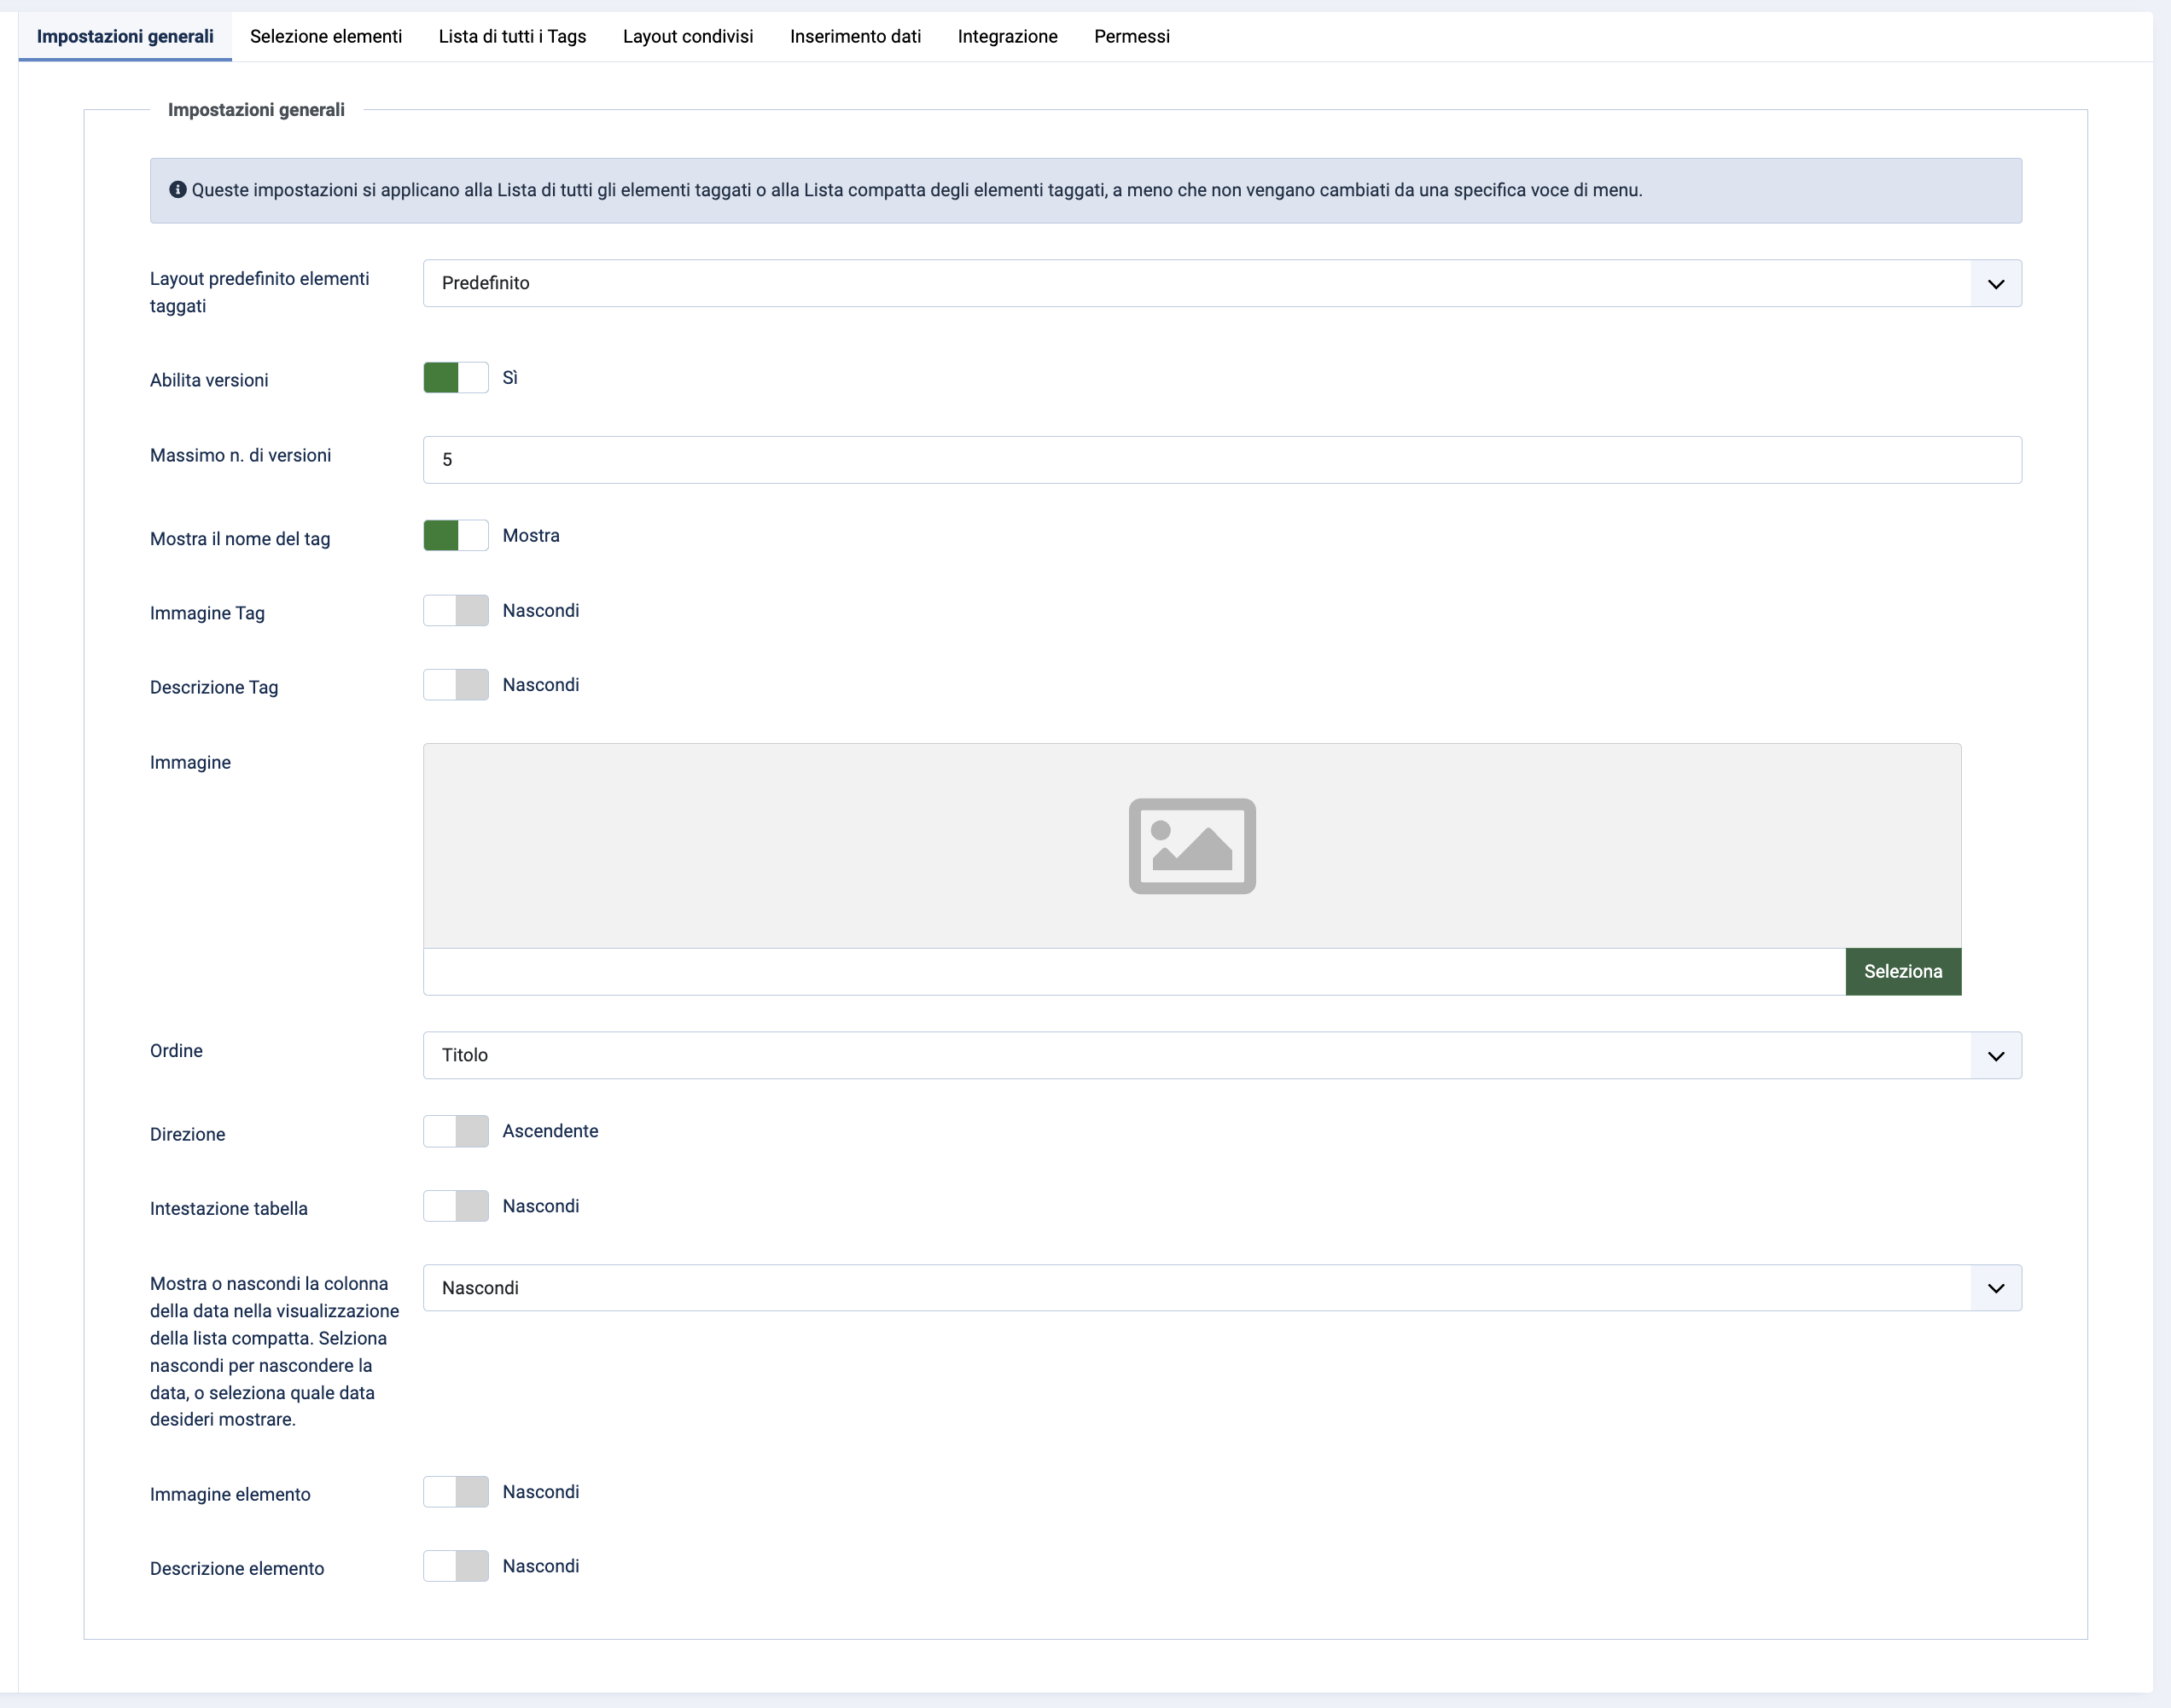 Impostazioni generali
Selezione elementi
Lista di tutti i Tags
Layout condivisi
Inserimento dati
Integrazione
Permessi
Impostazioni generali
Queste impostazioni si applicano alla Lista di tutti gli elementi taggati o alla Lista compatta degli elementi taggati, a meno che non vengano cambiati da una specifica voce di menu.
Layout predefinito elementi
taggati
Predefinito
Abilita versioni
Sì
Massimo n. di versioni
5
Mostra il nome del tag
Mostra
Immagine Tag
Nascondi
Descrizione Tag
Nascondi
Immagine
Seleziona
Ordine
Titolo
Direzione
Ascendente
Intestazione tabella
Nascondi
Mostra o nascondi la colonna
della data nella visualizzazione
della lista compatta. Selziona
nascondi per nascondere la
data, o seleziona quale data
desideri mostrare.
Nascondi
Immagine elemento
Nascondi
Descrizione elemento
Nascondi